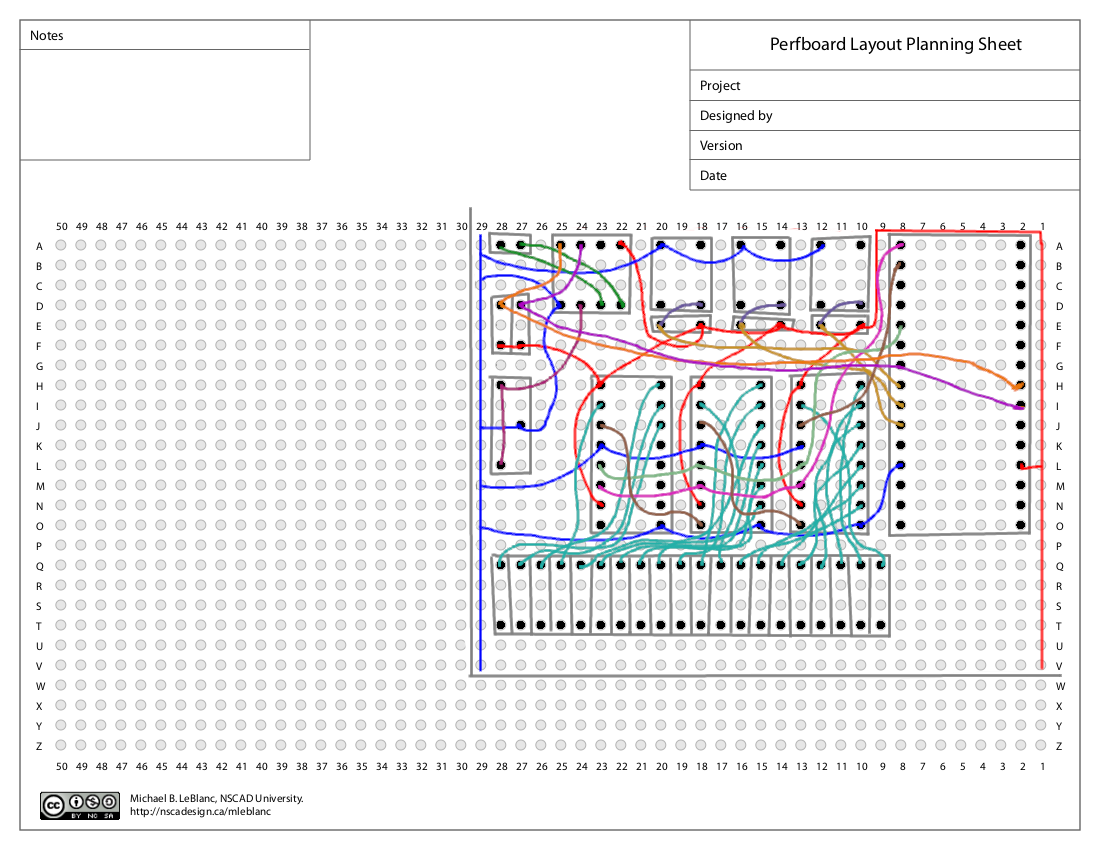 Notes
Perfboard Layout Planning Sheet
Project
Designed by
Version
Date
50 49 48 47 46 45 44 43 42 41 40 39 38 37 36 35 34 33 32 31 30 29 28 27 26 25 24 23 22 21 20 19 18 17 16 15 14 13 12 11 10 9 8 7 6 5 4 3 2 1
A A
B B
C C
D D
E E
F F
G G
H H
I I
J J
K K
L L
M M
N N
O O
P P
Q Q
R R
S S
T T
U U
V V
W W
X X
Y Y
Z Z
50 49 48 47 46 45 44 43 42 41 40 39 38 37 36 35 34 33 32 31 30 29 28 27 26 25 24 23 22 21 20 19 18 17 16 15 14 13 12 11 10 9 8 7 6 5 4 3 2 1
cc BY NC SA
Michael B. LeBlanc, NSCAD University.
http://nscadesign.ca/mleblanc